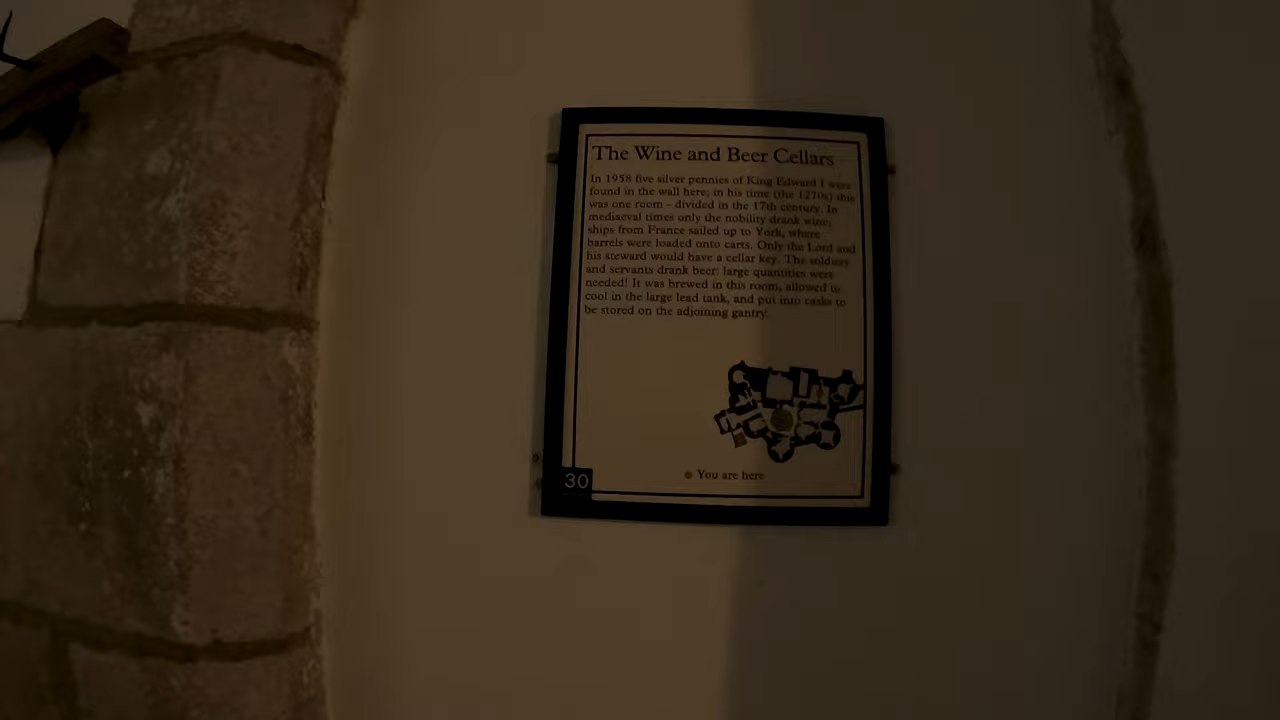 The Wine and Beer Cellars
In 1958 five silver pennies of King Edward I were
found in the wall here; in his time (the 1270s) this
was one room - divided in the 17th century. In
mediaeval times only the nobility drank wine;
ships from France sailed up to York, where
barrels were loaded onto carts. Only the Lord and
his steward would have a cellar key. The soldiery
and servants drank beer: large quantities were
needed! It was brewed in this room, allowed to
cool in the large lead tank, and put into casks to
be stored on the adjoining gantry.
You are here
30